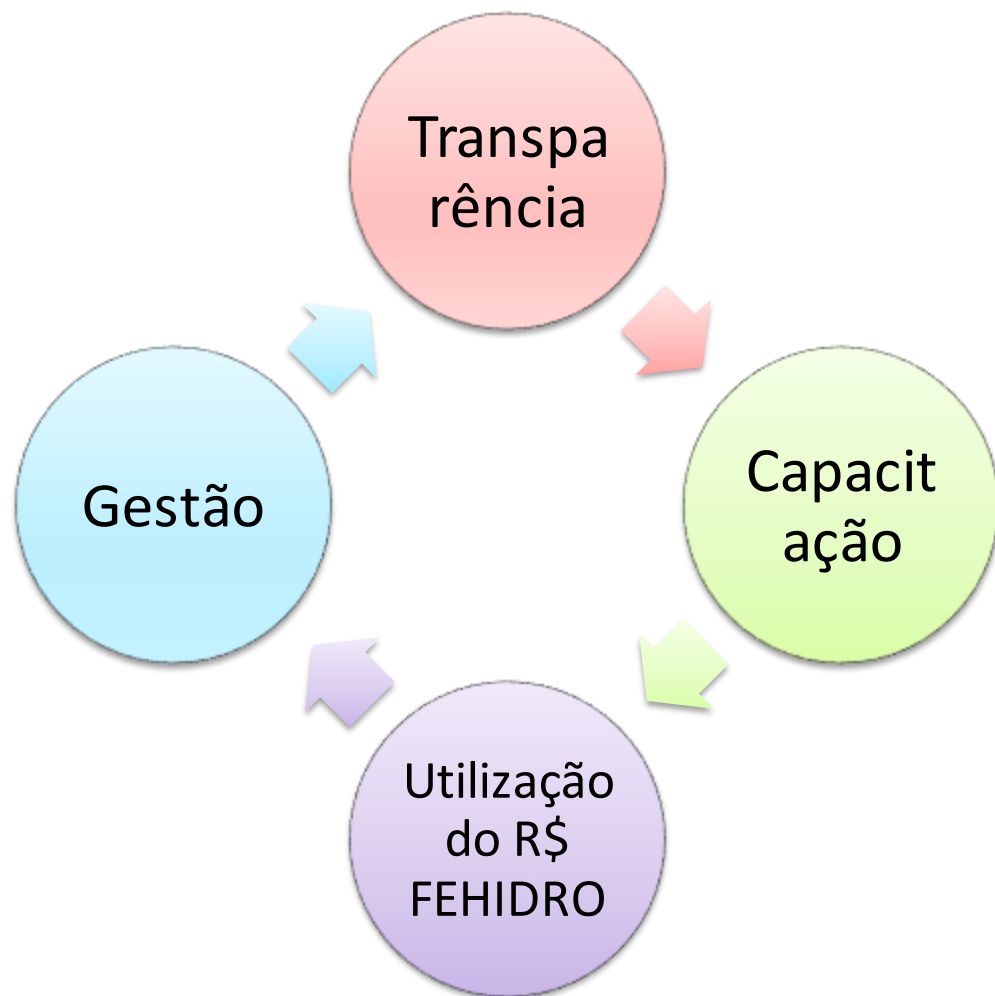 Transpa
rência
Capacit
ação
Utilização
do R$
FEHIDRO
Gestão